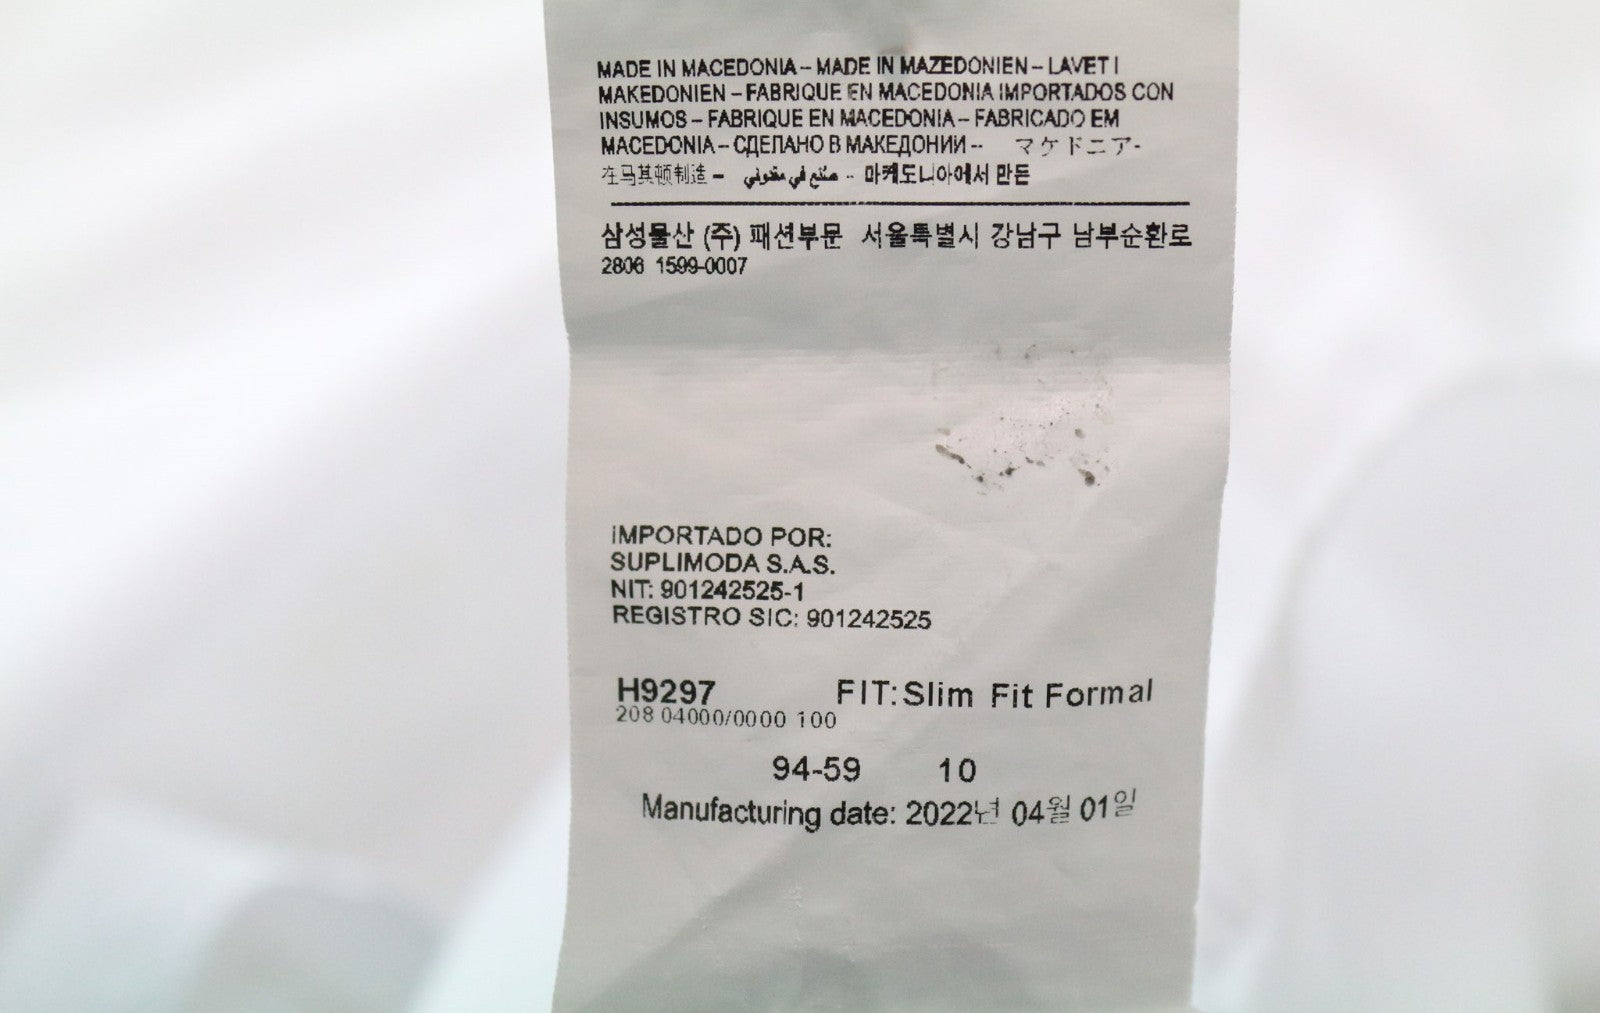 MADE IN MACEDONIA – MADE IN MAZEDONIEN – LAVET I
MAKEDONIEN – FABRIQUE EN MACEDONIA IMPORTADOS CON
INSUMOS – FABRIQUE EN MACEDONIA – FABRICADO EM
MACEDONIA – СДЕЛАНО В МАКЕДОНИИ -- マケドニア-
在马其顿制造 – صنع في مقدوني -- 마케도니아에서 만든
삼성물산 (주) 패션부문 서울특별시 강남구 남부순환로
2806 1599-0007
IMPORTADO POR:
SUPLIMODA S.A.S.
NIT: 901242525-1
REGISTRO SIC: 901242525
H9297 FIT: Slim Fit Formal
208 04000/0000 100
94-59 10
Manufacturing date: 2022년 04월 01일